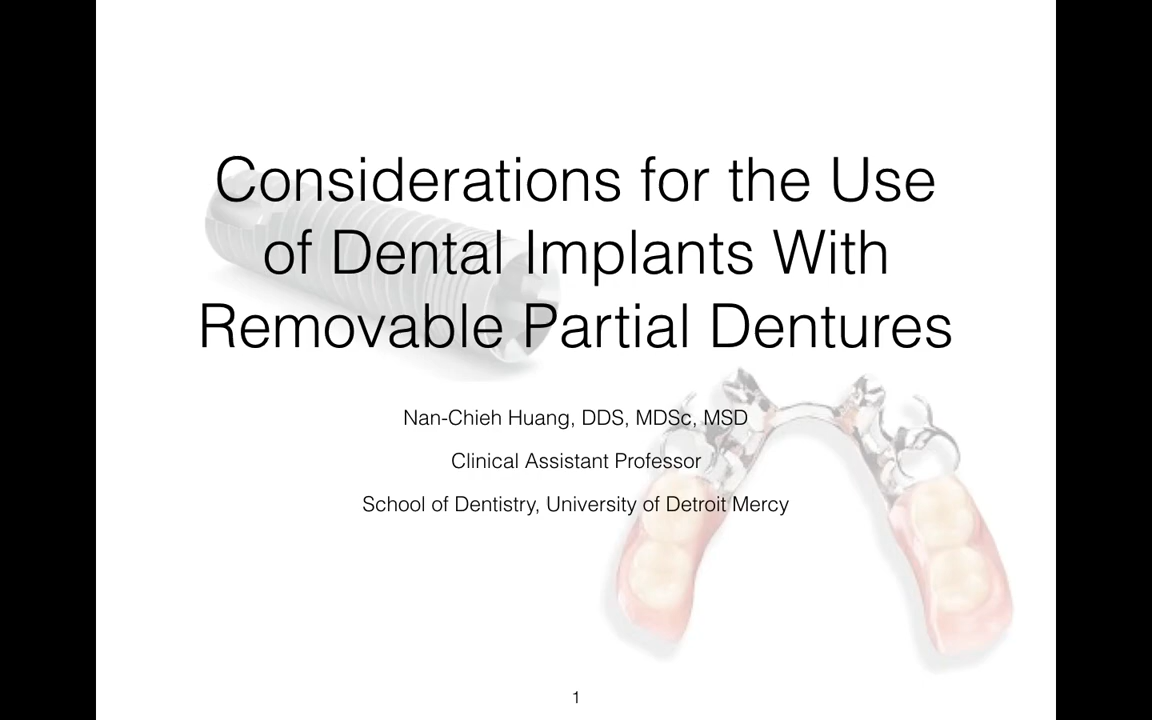 Considerations for the Use
of Dental Implants With
Removable Partial Dentures
Nan-Chieh Huang, DDS, MDSc, MSD
Clinical Assistant Professor
School of Dentistry, University of Detroit Mercy
1